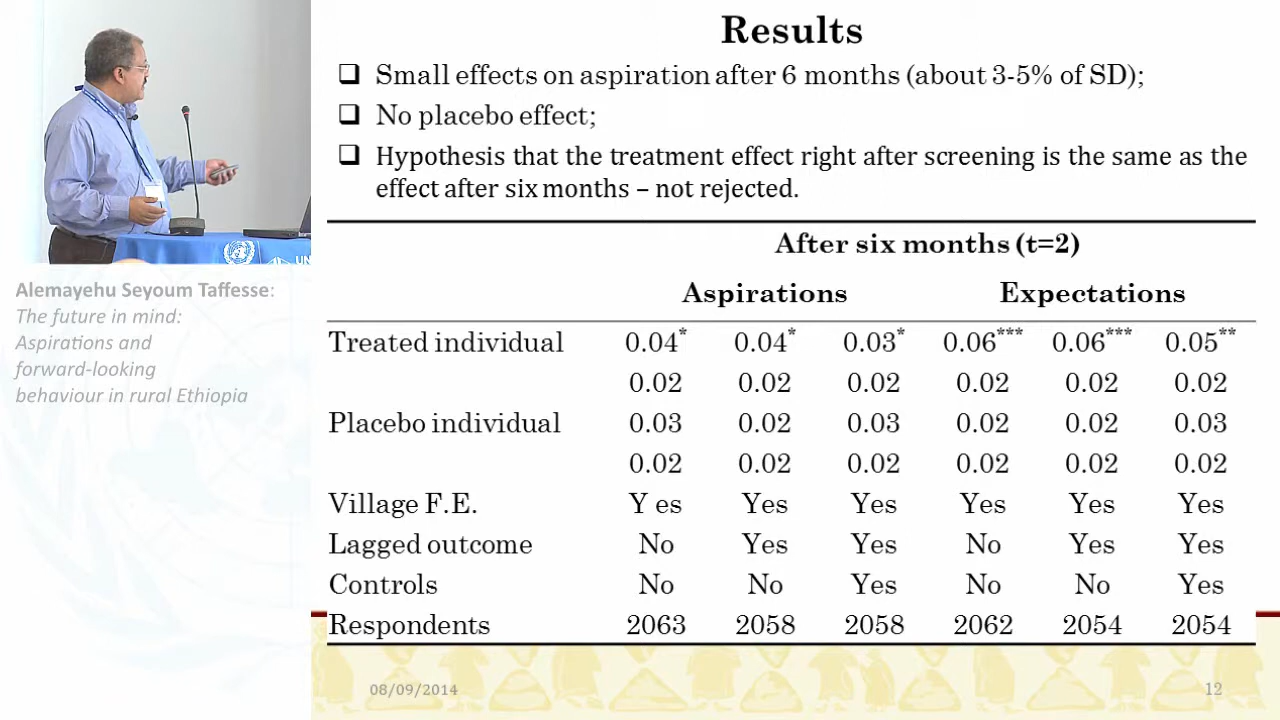 Results
❑ Small effects on aspiration after 6 months (about 3-5% of SD);
❑ No placebo effect;
❑ Hypothesis that the treatment effect right after screening is the same as the
effect after six months – not rejected.
After six months (t=2)
Aspirations Expectations
Treated individual 0.04* 0.04* 0.03* 0.06*** 0.06*** 0.05**
0.02 0.02 0.02 0.02 0.02 0.02
Placebo individual 0.03 0.02 0.03 0.02 0.02 0.03
0.02 0.02 0.02 0.02 0.02 0.02
Village F.E. Y es Yes Yes Yes Yes Yes
Lagged outcome No Yes Yes No Yes Yes
Controls No No Yes No No Yes
Respondents 2063 2058 2058 2062 2054 2054
08/09/2014 12
UN
Alemayehu Seyoum Taffesse:
The future in mind:
Aspirations and
forward-looking
behaviour in rural Ethiopia